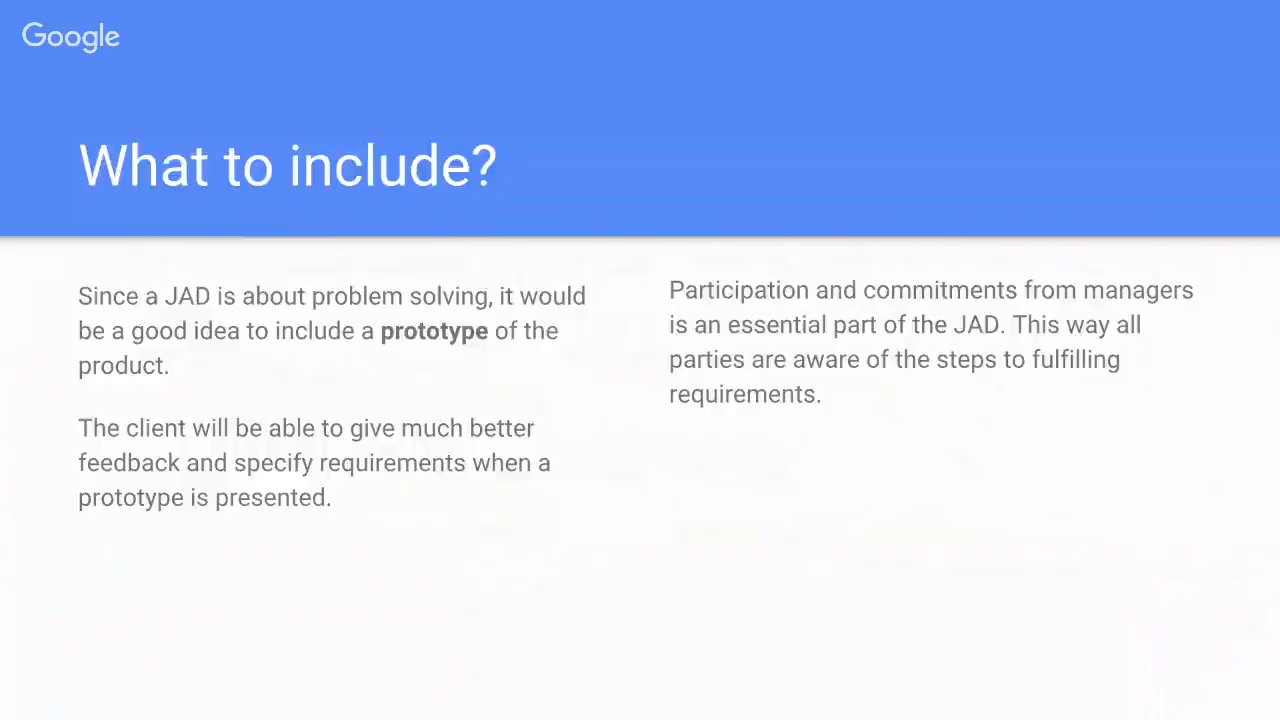 Google
What to include?
Since a JAD is about problem solving, it would
be a good idea to include a prototype of the
product.
The client will be able to give much better
feedback and specify requirements when a
prototype is presented.
Participation and commitments from managers
is an essential part of the JAD. This way all
parties are aware of the steps to fulfilling
requirements.